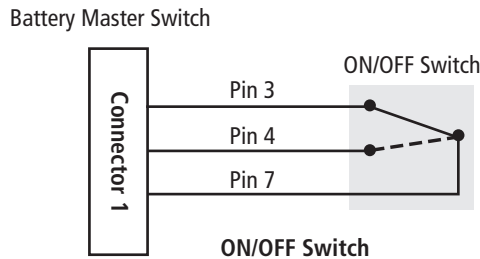 Battery Master Switch
ON/OFF Switch
Connector 1
Pin 3
Pin 4
Pin 7
ON/OFF Switch